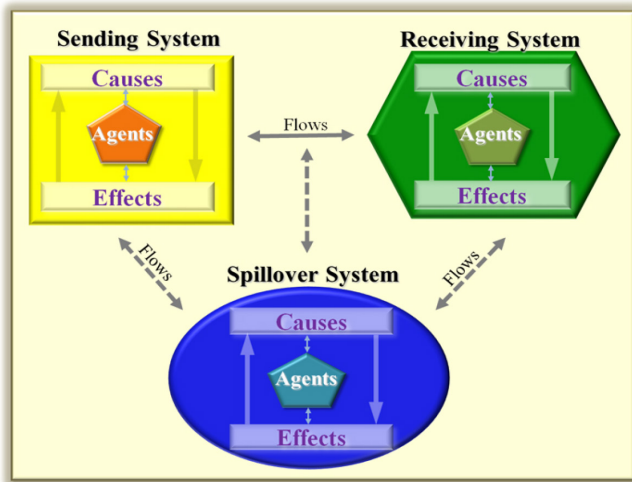 Sending System
Receiving System
Causes
Causes
Flows
Agents
Agents
Effects
Effects
Flows
Flows
Spillover System
Causes
Agents
Effects